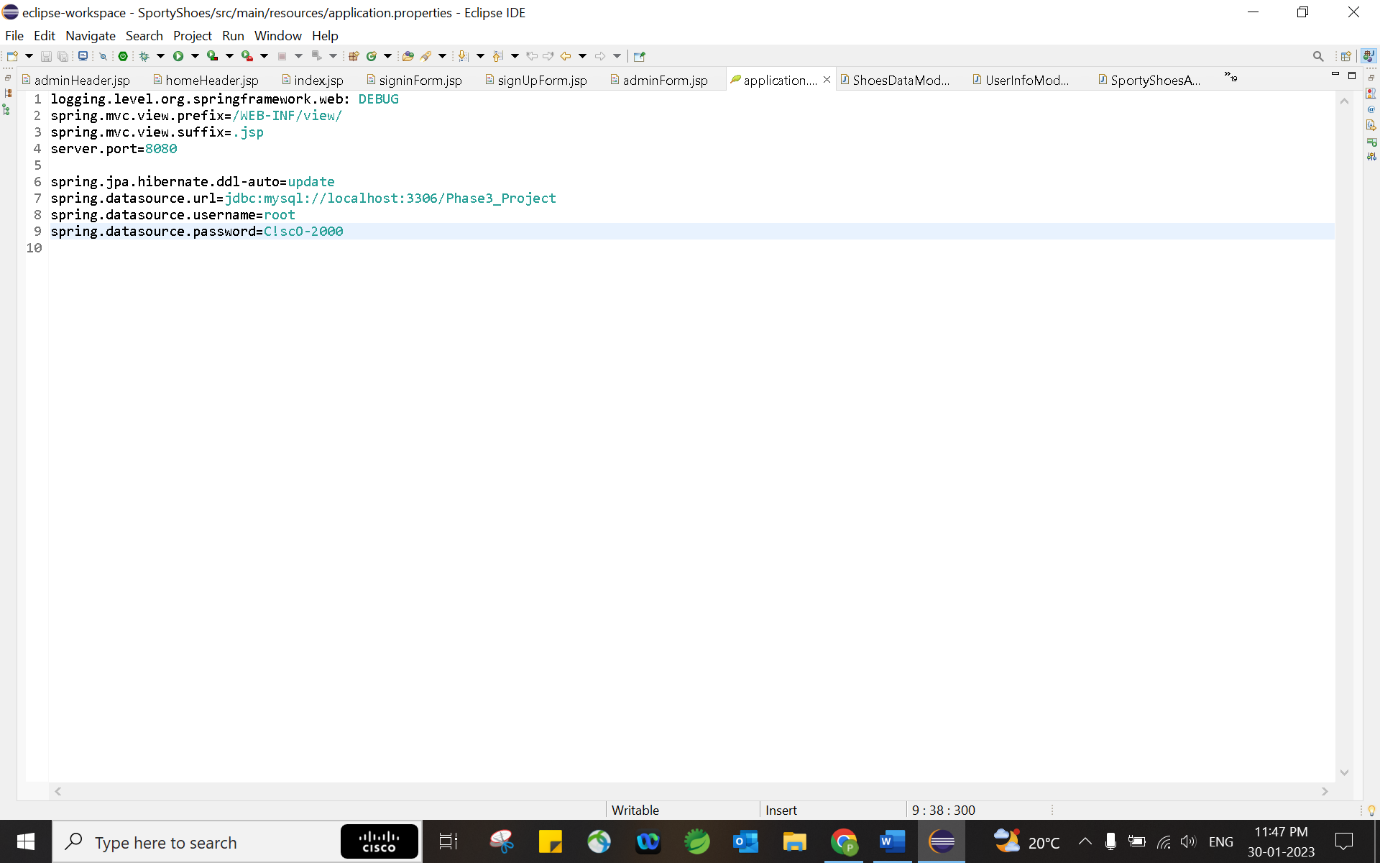 eclipse-workspace - SportyShoes/src/main/resources/application.properties - Eclipse IDE
File Edit Navigate Search Project Run Window Help
adminHeader.jsp homeHeader.jsp index.jsp signinForm.jsp signUpForm.jsp adminForm.jsp application.... ShoesDataMod... UserInfoMod... SportyShoesA... »19
1 logging.level.org.springframework.web: DEBUG
2 spring.mvc.view.prefix=/WEB-INF/view/
3 spring.mvc.view.suffix=.jsp
4 server.port=8080
5
6 spring.jpa.hibernate.ddl-auto=update
7 spring.datasource.url=jdbc:mysql://localhost:3306/Phase3_Project
8 spring.datasource.username=root
9 spring.datasource.password=C!scO-2000
10
Writable Insert 9 : 38 : 300
Type here to search
CISCO
20°C ENG
11:47 PM
30-01-2023